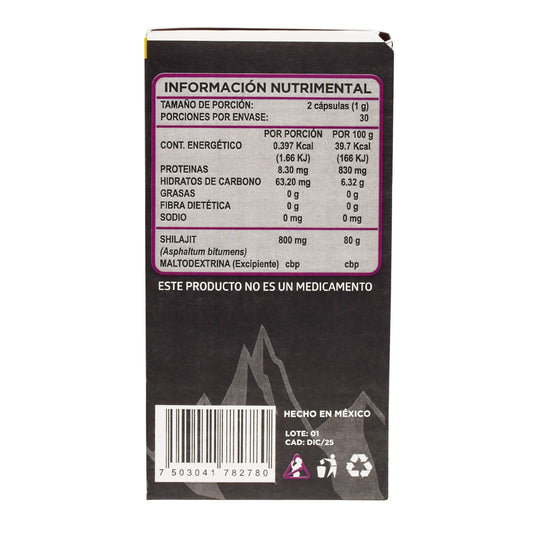 INFORMACIÓN NUTRIMENTAL
TAMAÑO DE PORCIÓN: 2 cápsulas (1 g)
PORCIONES POR ENVASE: 30
POR PORCIÓN POR 100 g
CONT. ENERGÉTICO 0.397 Kcal 39.7 Kcal
(1.66 KJ) (166 KJ)
PROTEINAS 8.30 mg 830 mg
HIDRATOS DE CARBONO 63.20 mg 6.32 g
GRASAS 0 g 0 g
FIBRA DIETÉTICA 0 g 0 g
SODIO 0 mg 0 mg
SHILAJIT 800 mg 80 g
(Asphaltum bitumens)
MALTODEXTRINA (Excipiente) cbp cbp
ESTE PRODUCTO NO ES UN MEDICAMENTO
HECHO EN MÉXICO
LOTE: 01
CAD: DIC/25
7 503041 782780